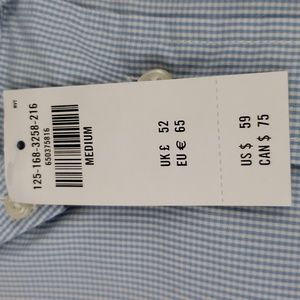 125-168-3258-216
650375816
MEDIUM
UK £ 52
EU € 65
US $ 59
CAN $ 75